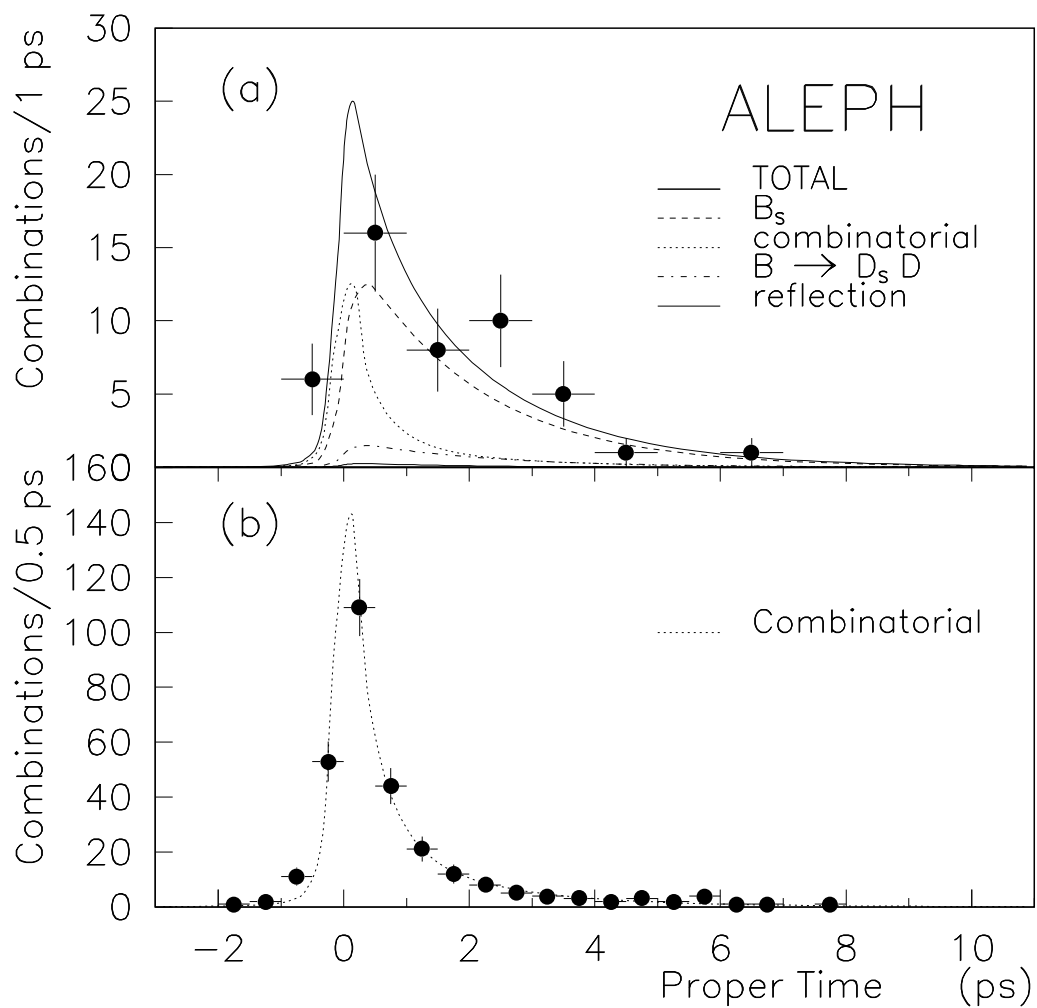 Combinations/1 ps
30
25
20
15
10
5
(a)
ALEPH
TOTAL
Bs
combinatorial
B → Ds D
reflection
160
Combinations/0.5 ps
140
120
100
80
60
40
20
0
(b)
Combinatorial
−2 0 2 4 6 8 10
Proper Time (ps)